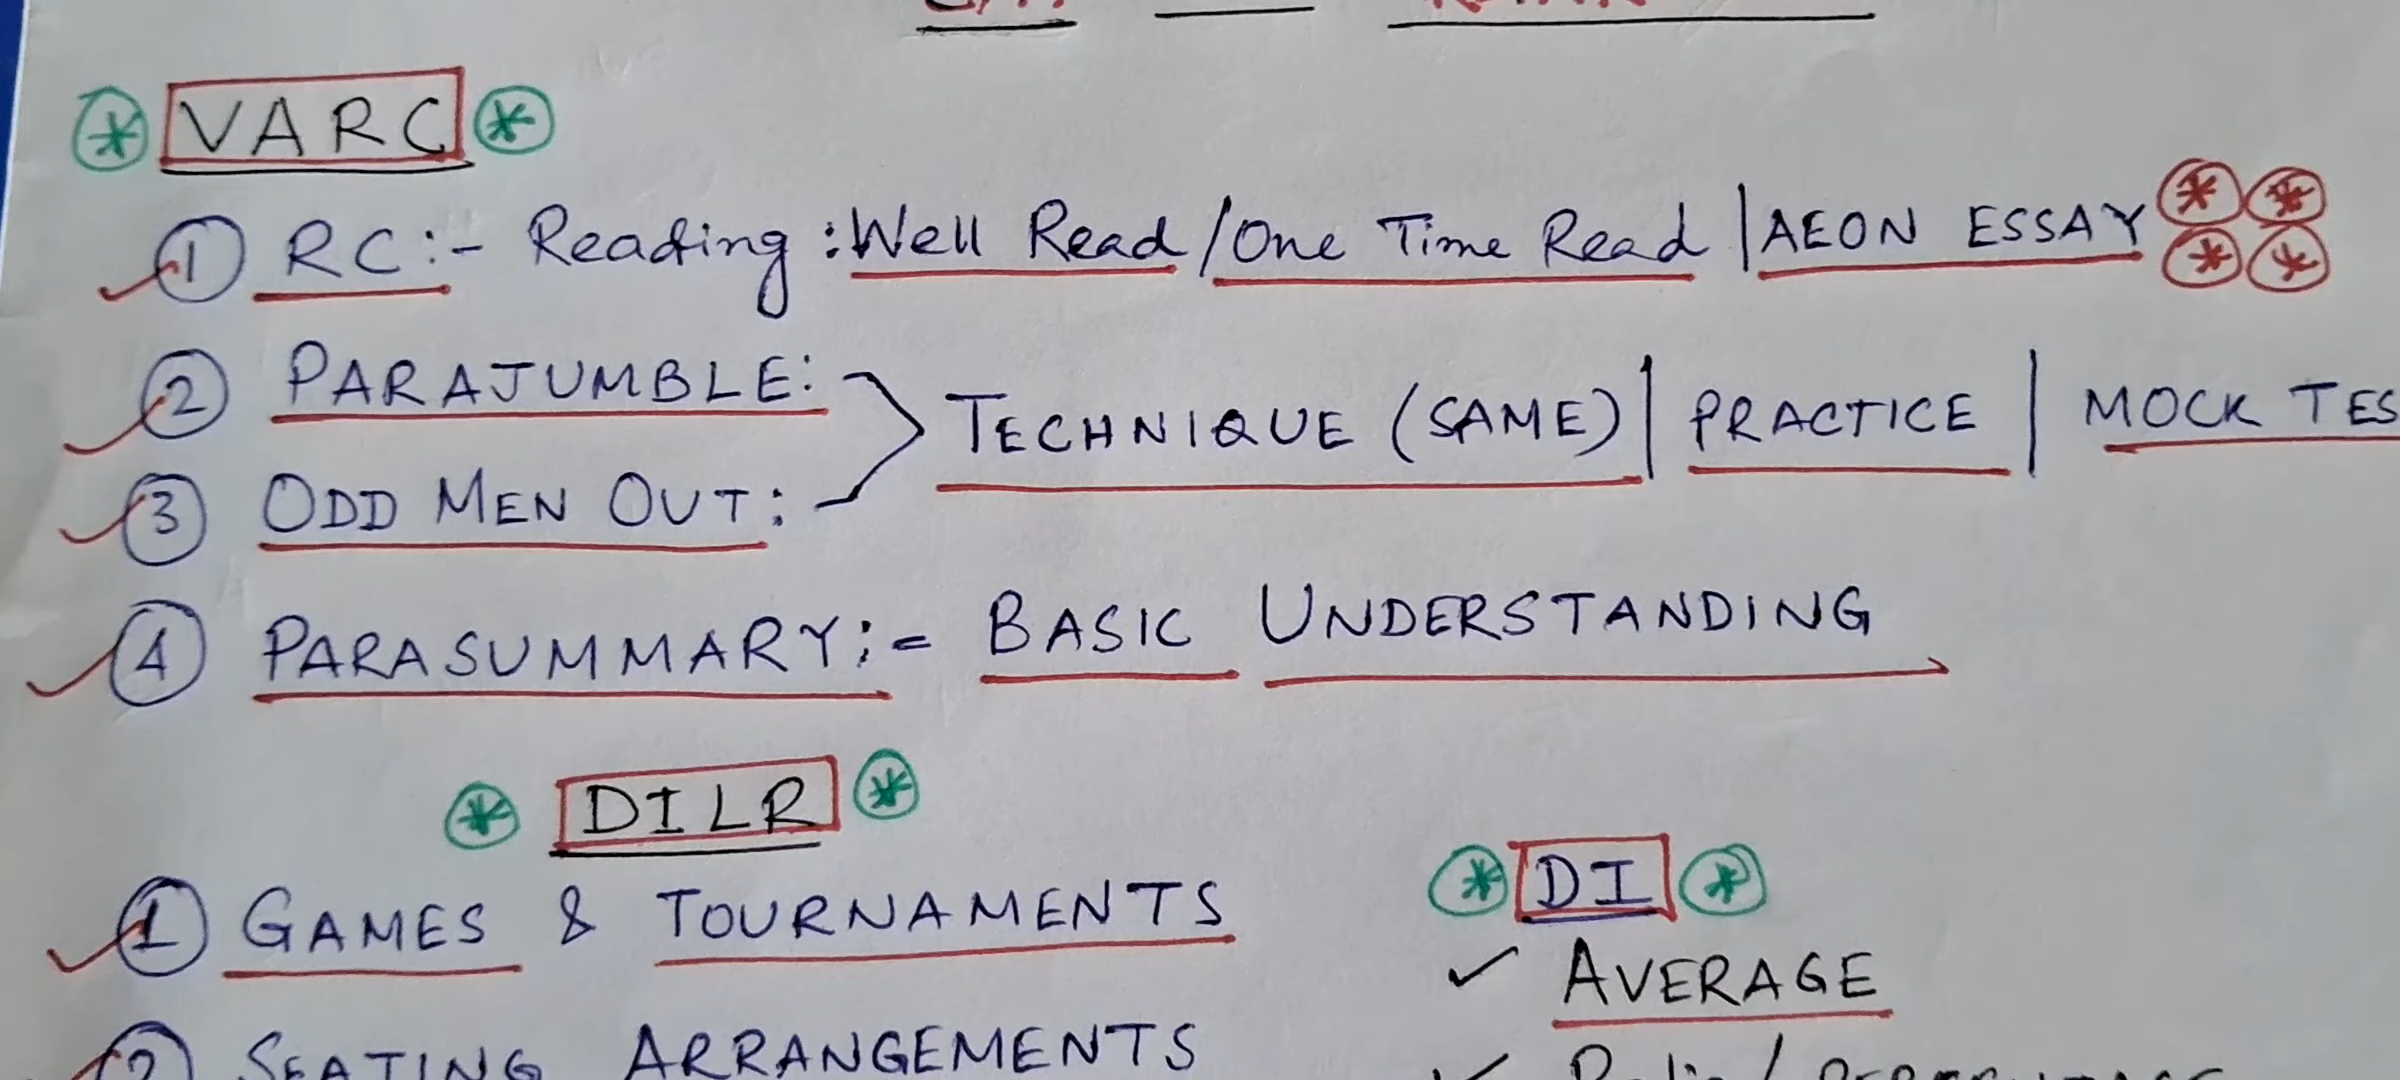 VARC
① RC:- Reading: Well Read / One Time Read | AEON ESSAY
② PARAJUMBLE:
TECHNIQUE (SAME) | PRACTICE | MOCK TES
③ ODD MEN OUT:
④ PARASUMMARY:- BASIC UNDERSTANDING
DILR
DI
① GAMES & TOURNAMENTS
✓ AVERAGE
② SEATING ARRANGEMENTS